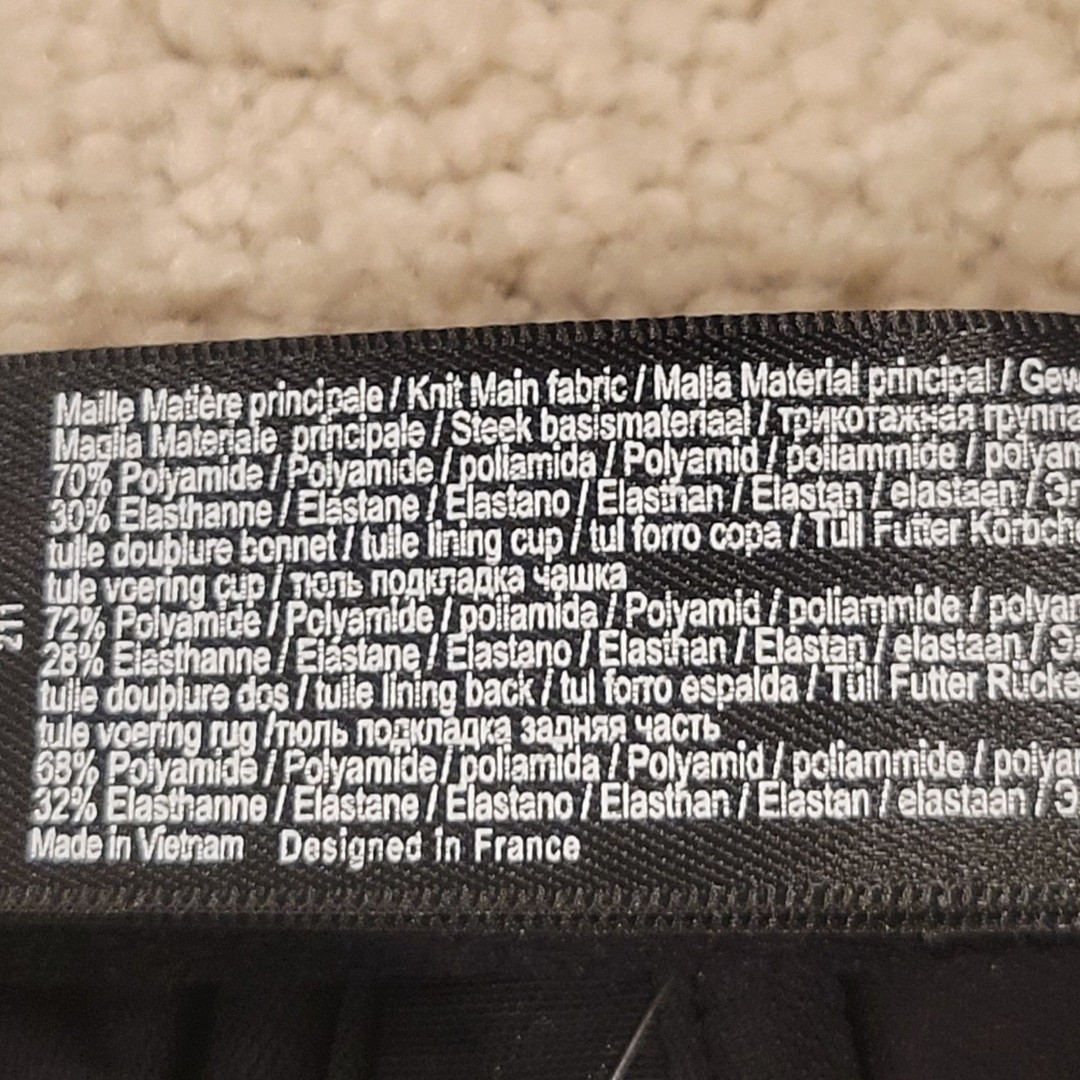 Maille Matière principale / Knit Main fabric / Malla Material principal / Gew
Maglia Materiale principale / Steek basismateriaal / трикотажная группа
70% Polyamide / Polyamide / poliamida / Polyamid / poliammide / polyam
30% Elasthanne / Elastane / Elastano / Elasthan / Elastan / elastaan / Эл
tulle doublure bonnet / tulle lining cup / tul forro copa / Tüll Futter Körbche
tule voering cup / тюль подкладка чашка
72% Polyamide / Polyamide / poliamida / Polyamid / poliammide / polyam
28% Elasthanne / Elastane / Elastano / Elasthan / Elastan / elastaan / Эл
tulle doublure dos / tulle lining back / tul forro espalda / Tüll Futter Rücke
tule voering rug /тюль подкладка задняя часть
68% Polyamide / Polyamide / poliamida / Polyamid / poliammide / polyam
32% Elasthanne / Elastane / Elastano / Elasthan / Elastan / elastaan / Э
Made in Vietnam Designed in France
211